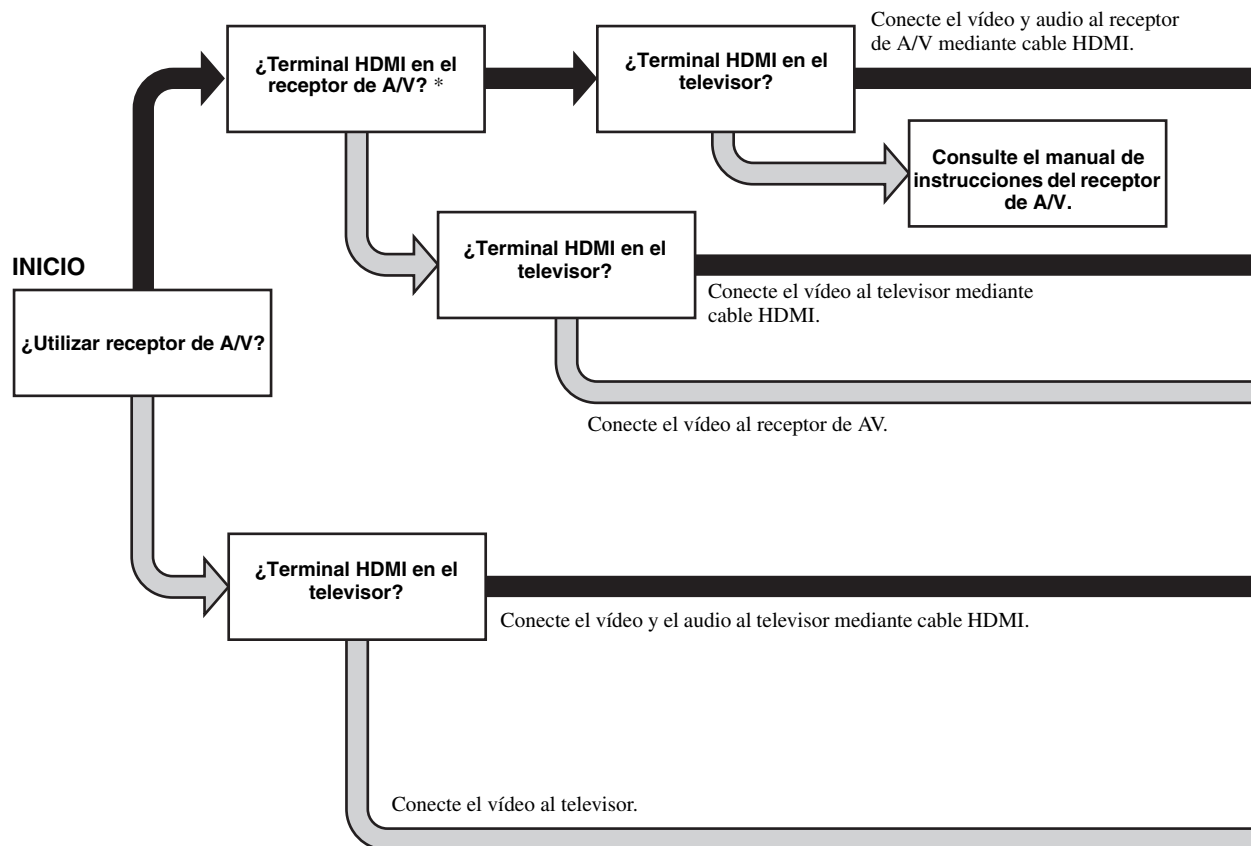 Conecte el vídeo y audio al receptor
de A/V mediante cable HDMI.
¿Terminal HDMI en el
receptor de A/V? *
¿Terminal HDMI en el
televisor?
Consulte el manual de
instrucciones del receptor
de A/V.
¿Terminal HDMI en el
televisor?
INICIO
Conecte el vídeo al televisor mediante
cable HDMI.
¿Utilizar receptor de A/V?
Conecte el vídeo al receptor de AV.
¿Terminal HDMI en el
televisor?
Conecte el vídeo y el audio al televisor mediante cable HDMI.
Conecte el vídeo al televisor.